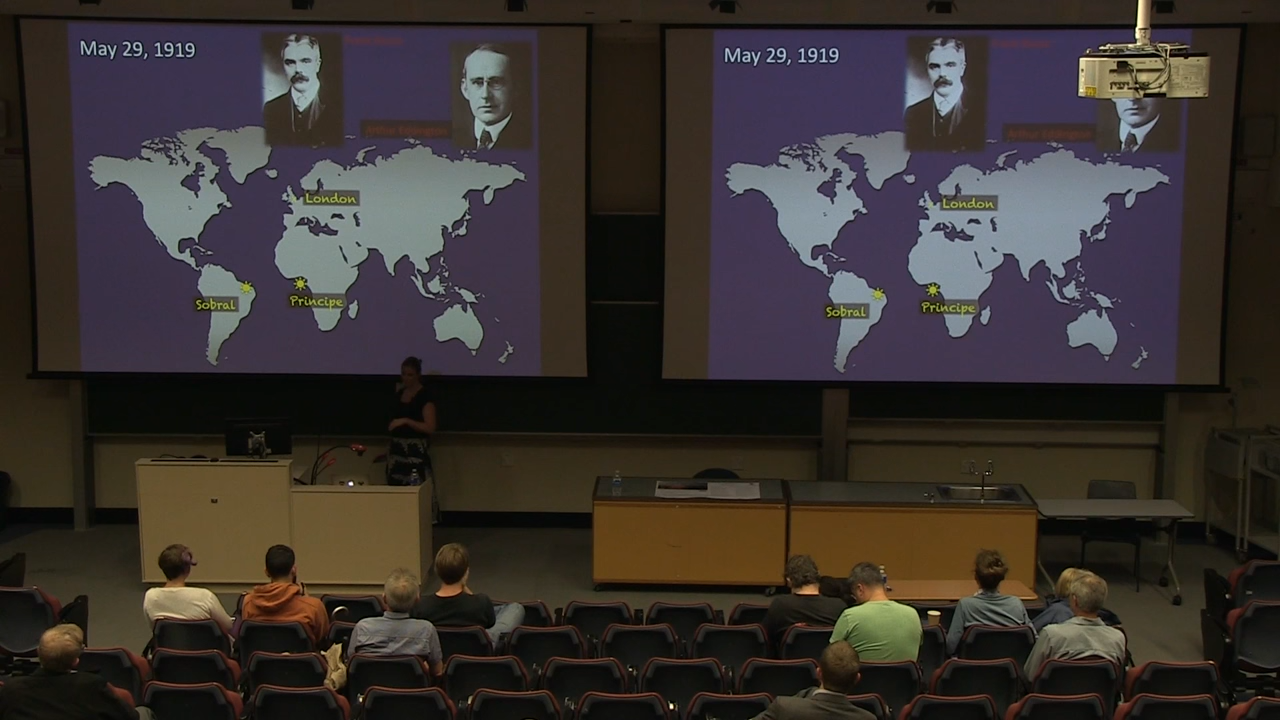 May 29, 1919
Arthur Eddington
London
Sobral
Principe
May 29, 1919
Arthur Eddington
London
Sobral
Principe